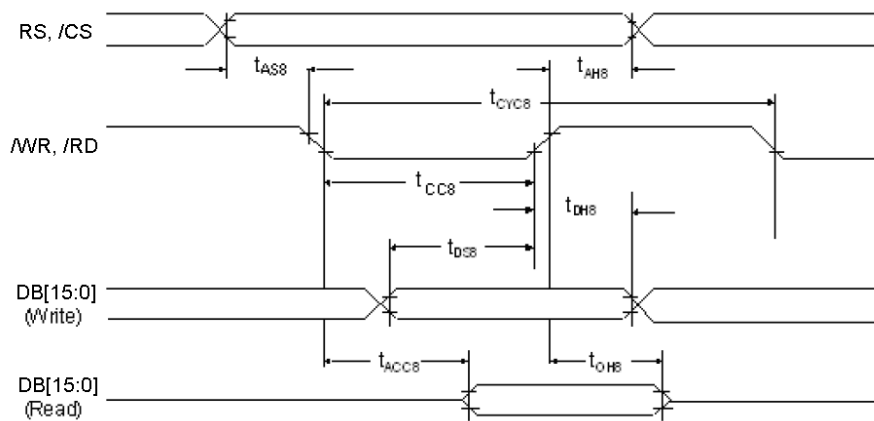 RS, /CS
tAS8
tAH8
tCYC8
/WR, /RD
tCC8
tDH8
tDS8
DB[15:0]
(Write)
tACC8
tOH8
DB[15:0]
(Read)